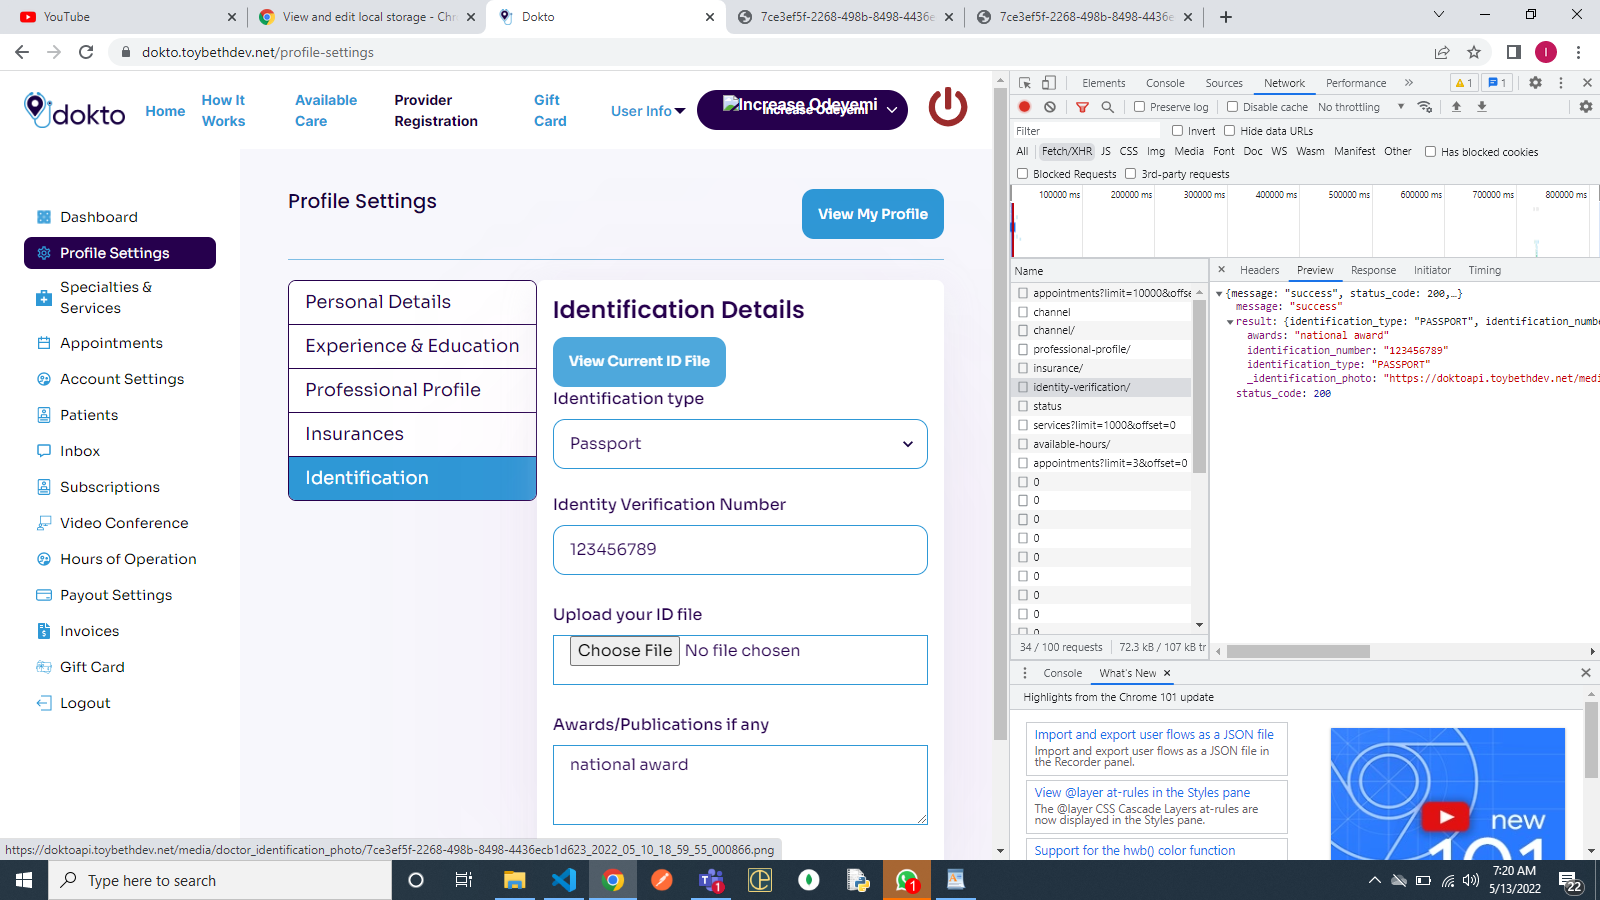 YouTube
View and edit local storage - Chr
Dokto
7ce3ef5f-2268-498b-8498-4436e
7ce3ef5f-2268-498b-8498-4436e
dokto.toybethdev.net/profile-settings
I
dokto
Home
How It Works
Available Care
Provider Registration
Gift Card
User Info
Increase Odeyemi
Increase Odeyemi
Dashboard
Profile Settings
Specialties & Services
Appointments
Account Settings
Patients
Inbox
Subscriptions
Video Conference
Hours of Operation
Payout Settings
Invoices
Gift Card
Logout
Profile Settings
View My Profile
Personal Details
Experience & Education
Professional Profile
Insurances
Identification
Identification Details
View Current ID File
Identification type
Passport
Identity Verification Number
123456789
Upload your ID file
Choose File No file chosen
Awards/Publications if any
national award
https://doktoapi.toybethdev.net/media/doctor_identification_photo/7ce3ef5f-2268-498b-8498-4436ecb1d623_2022_05_10_18_59_55_000866.png
Elements Console Sources Network Performance » 1 1
Preserve log Disable cache No throttling
Filter Invert Hide data URLs
All Fetch/XHR JS CSS Img Media Font Doc WS Wasm Manifest Other Has blocked cookies
Blocked Requests 3rd-party requests
100000 ms 200000 ms 300000 ms 400000 ms 500000 ms 600000 ms 700000 ms 800000 ms
Name
appointments?limit=10000&offse
channel
channel/
professional-profile/
insurance/
identity-verification/
status
services?limit=1000&offset=0
available-hours/
appointments?limit=3&offset=0
0
0
0
0
0
0
0
0
0
34 / 100 requests 72.3 kB / 107 kB tr
Headers Preview Response Initiator Timing
{message: "success", status_code: 200,…}
message: "success"
result: {identification_type: "PASSPORT", identification_numbe
awards: "national award"
identification_number: "123456789"
identification_type: "PASSPORT"
_identification_photo: "https://doktoapi.toybethdev.net/medi
status_code: 200
Console What's New
Highlights from the Chrome 101 update
Import and export user flows as a JSON file
Import and export user flows as a JSON file in
the Recorder panel.
View @layer at-rules in the Styles pane
The @layer CSS Cascade Layers at-rules are
now displayed in the Styles pane.
Support for the hwb() color function
new
101
Type here to search
1
1
7:20 AM
5/13/2022
22